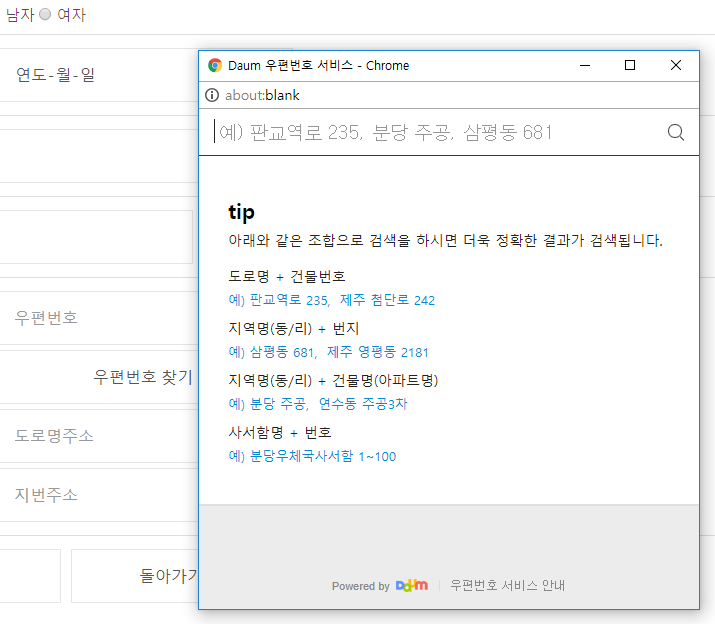 남자 여자
연도-월-일
우편번호
우편번호 찾기
도로명주소
지번주소
돌아가기
Daum 우편번호 서비스 - Chrome
about:blank
예) 판교역로 235, 분당 주공, 삼평동 681
tip
아래와 같은 조합으로 검색을 하시면 더욱 정확한 결과가 검색됩니다.
도로명 + 건물번호
예) 판교역로 235, 제주 첨단로 242
지역명(동/리) + 번지
예) 삼평동 681, 제주 영평동 2181
지역명(동/리) + 건물명(아파트명)
예) 분당 주공, 연수동 주공3차
사서함명 + 번호
예) 분당우체국사서함 1~100
Powered by Daum 우편번호 서비스 안내